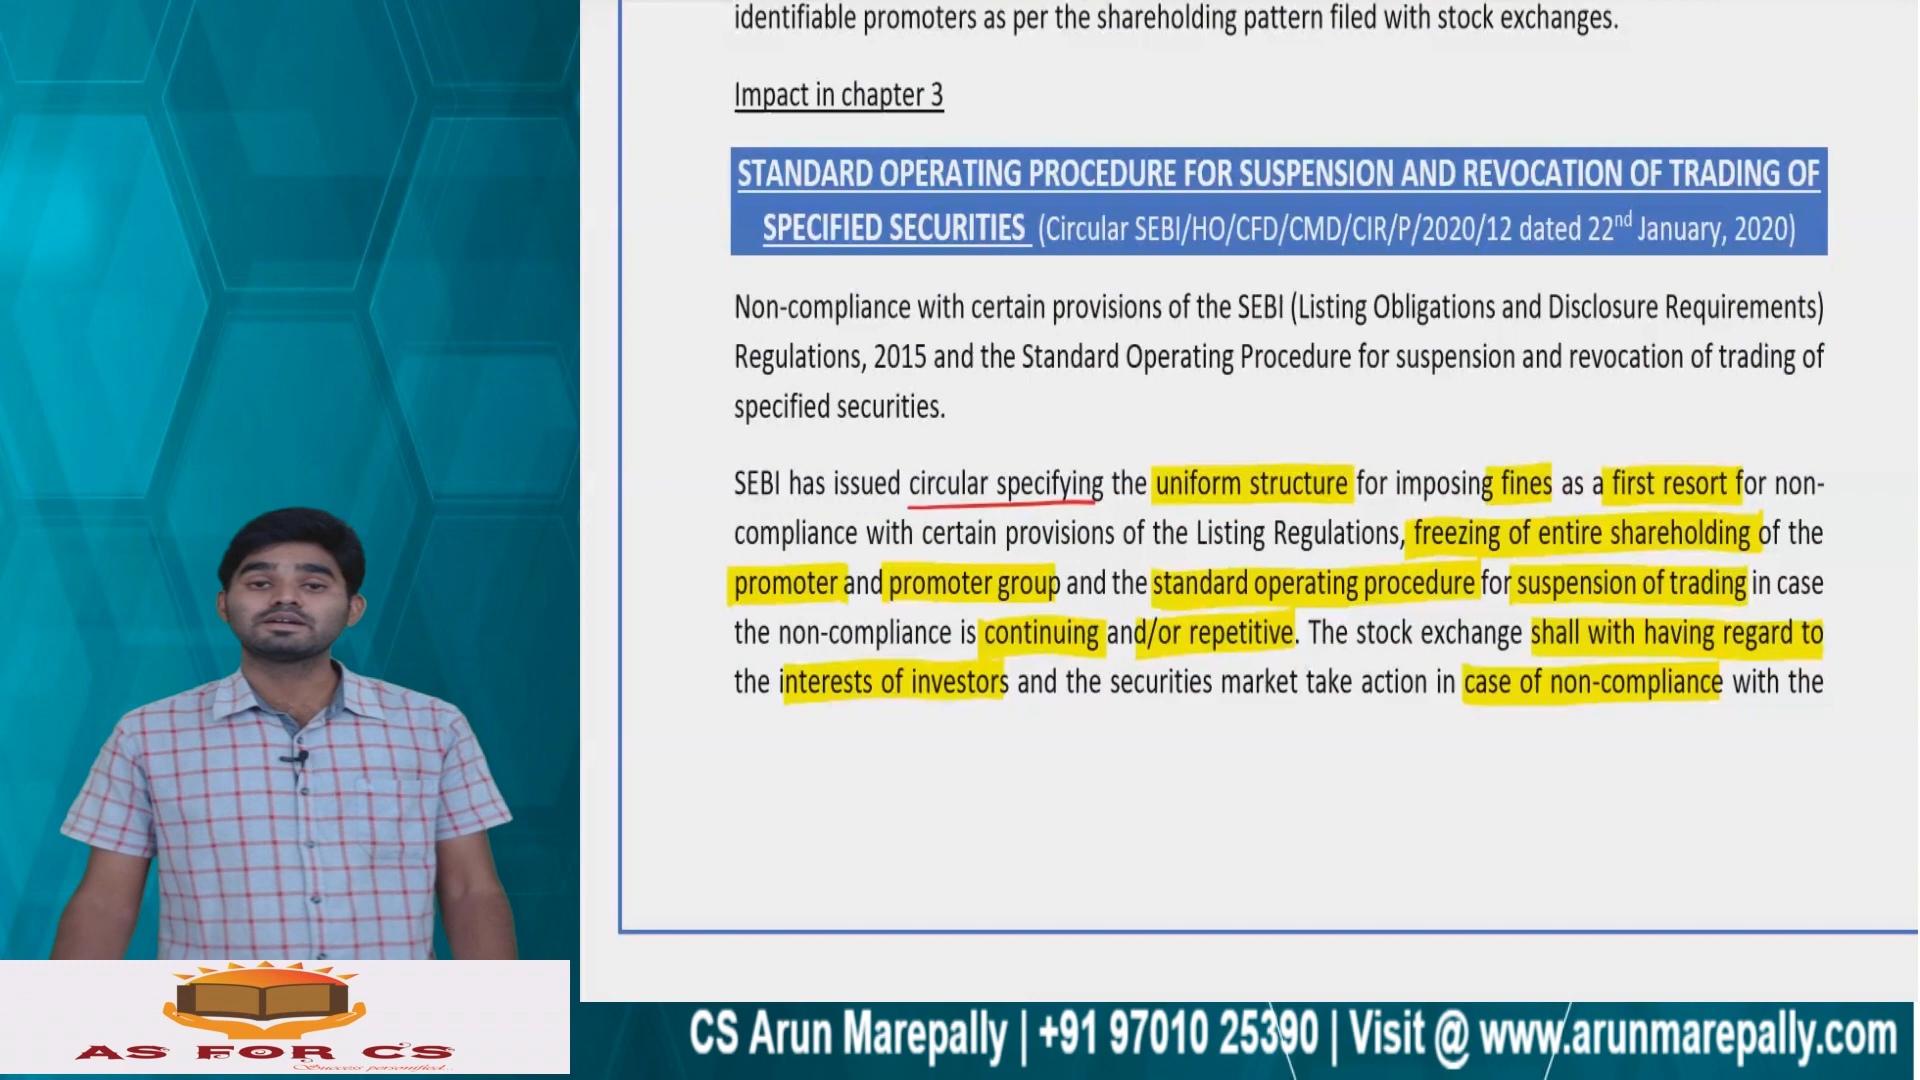 identifiable promoters as per the shareholding pattern filed with stock exchanges.
Impact in chapter 3
STANDARD OPERATING PROCEDURE FOR SUSPENSION AND REVOCATION OF TRADING OF
SPECIFIED SECURITIES (Circular SEBI/HO/CFD/CMD/CIR/P/2020/12 dated 22nd January, 2020)
Non-compliance with certain provisions of the SEBI (Listing Obligations and Disclosure Requirements)
Regulations, 2015 and the Standard Operating Procedure for suspension and revocation of trading of
specified securities.
SEBI has issued circular specifying the uniform structure for imposing fines as a first resort for non-
compliance with certain provisions of the Listing Regulations, freezing of entire shareholding of the
promoter and promoter group and the standard operating procedure for suspension of trading in case
the non-compliance is continuing and/or repetitive. The stock exchange shall with having regard to
the interests of investors and the securities market take action in case of non-compliance with the
AS FOR CS
Success personified...
CS Arun Marepally | +91 97010 25390 | Visit @ www.arunmarepally.com